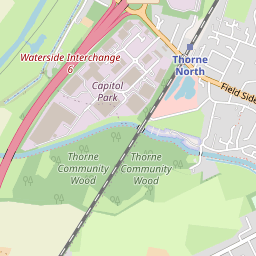 Waterside Interchange
6
Capitol
Park
Thorne
North
Field Side
Thorne
Community
Wood
Thorne
Community
Wood